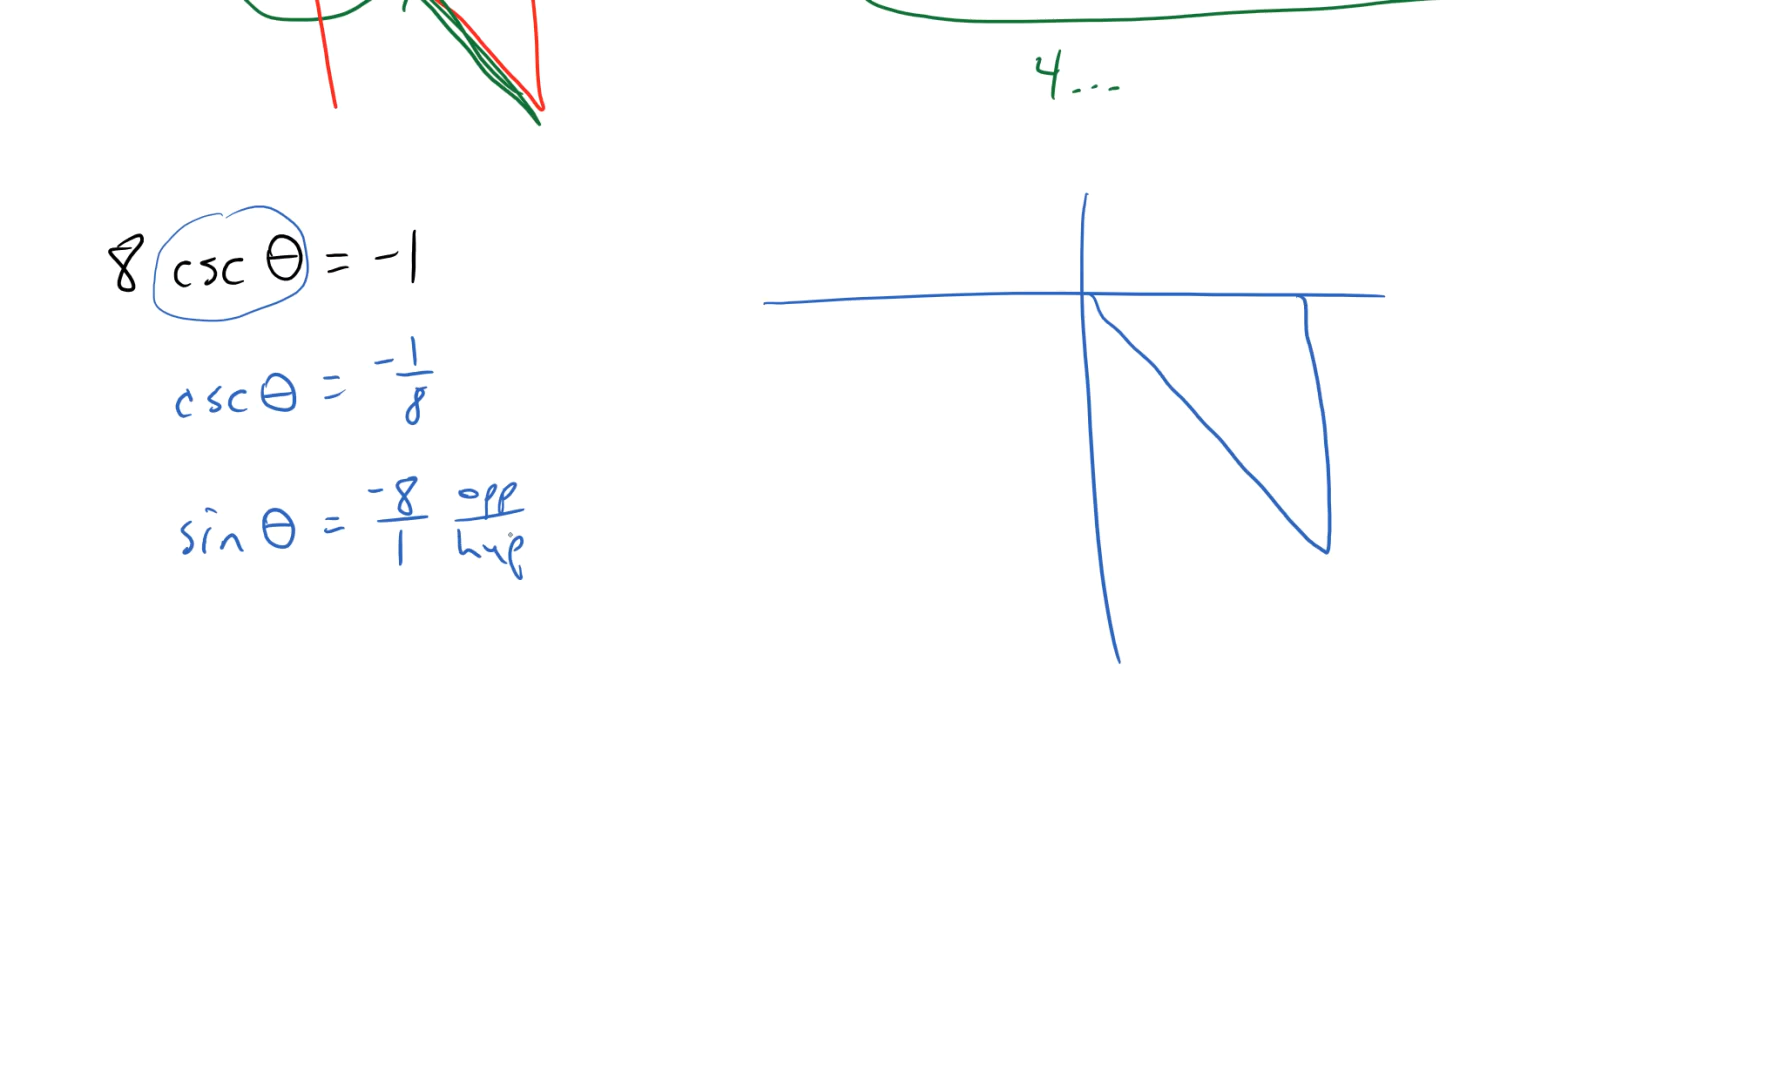 4...
8 csc θ = -1
csc θ = -1/8
sin θ = -8/1 opp/hyp